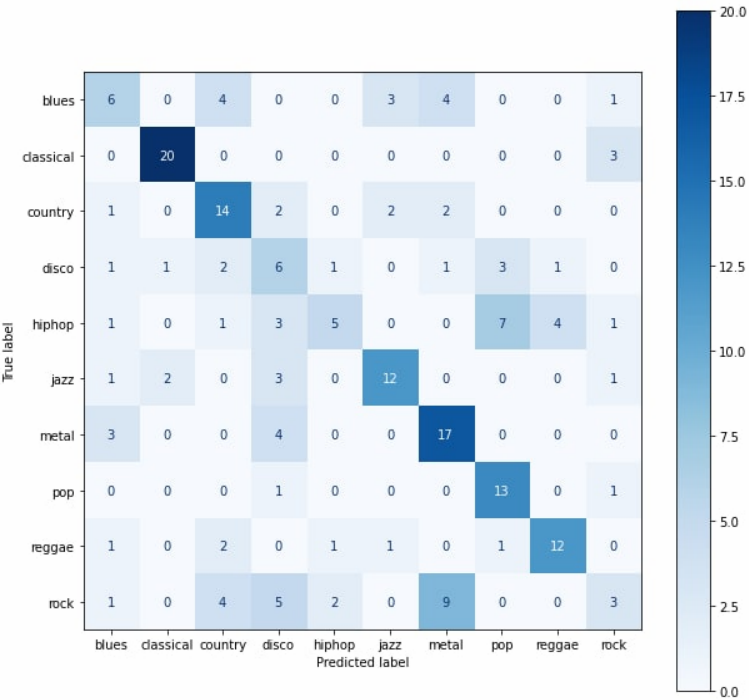 20.0
blues 6 0 4 0 0 3 4 0 0 1
classical 0 20 0 0 0 0 0 0 0 3
17.5
country 1 0 14 2 0 2 2 0 0 0
15.0
disco 1 1 2 6 1 0 1 3 1 0
12.5
hiphop 1 0 1 3 5 0 0 7 4 1
True label
10.0
jazz 1 2 0 3 0 12 0 0 0 1
7.5
metal 3 0 0 4 0 0 17 0 0 0
pop 0 0 0 1 0 0 0 13 0 1
5.0
reggae 1 0 2 0 1 1 0 1 12 0
rock 1 0 4 5 2 0 9 0 0 3
2.5
blues classical country disco hiphop jazz metal pop reggae rock
Predicted label
0.0